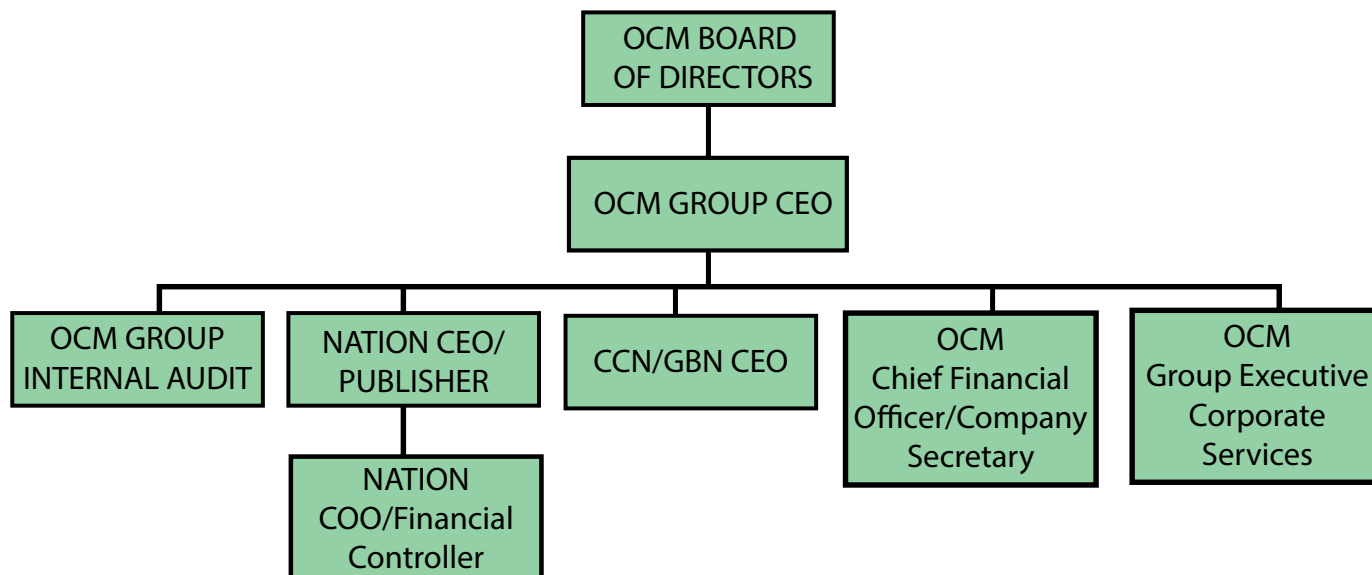 OCM BOARD
OF DIRECTORS
OCM GROUP CEO
OCM GROUP
INTERNAL AUDIT
NATION CEO/
PUBLISHER
CCN/GBN CEO
OCM
Chief Financial
Officer/Company
Secretary
OCM
Group Executive
Corporate
Services
NATION
COO/Financial
Controller